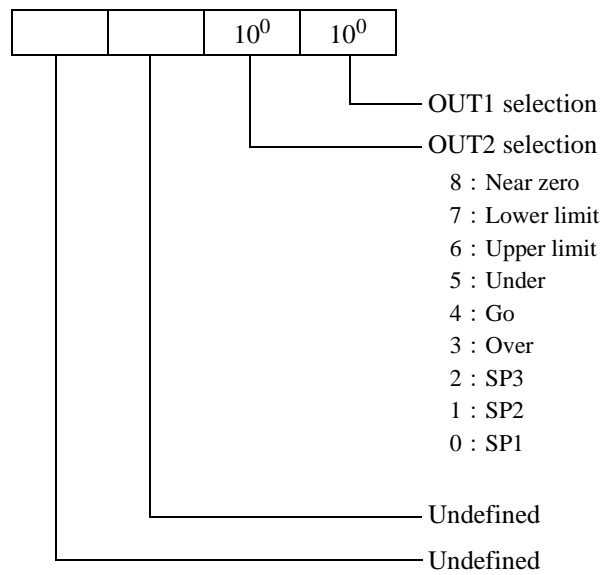 10⁰ 10⁰
OUT1 selection
OUT2 selection
8 : Near zero
7 : Lower limit
6 : Upper limit
5 : Under
4 : Go
3 : Over
2 : SP3
1 : SP2
0 : SP1
Undefined
Undefined